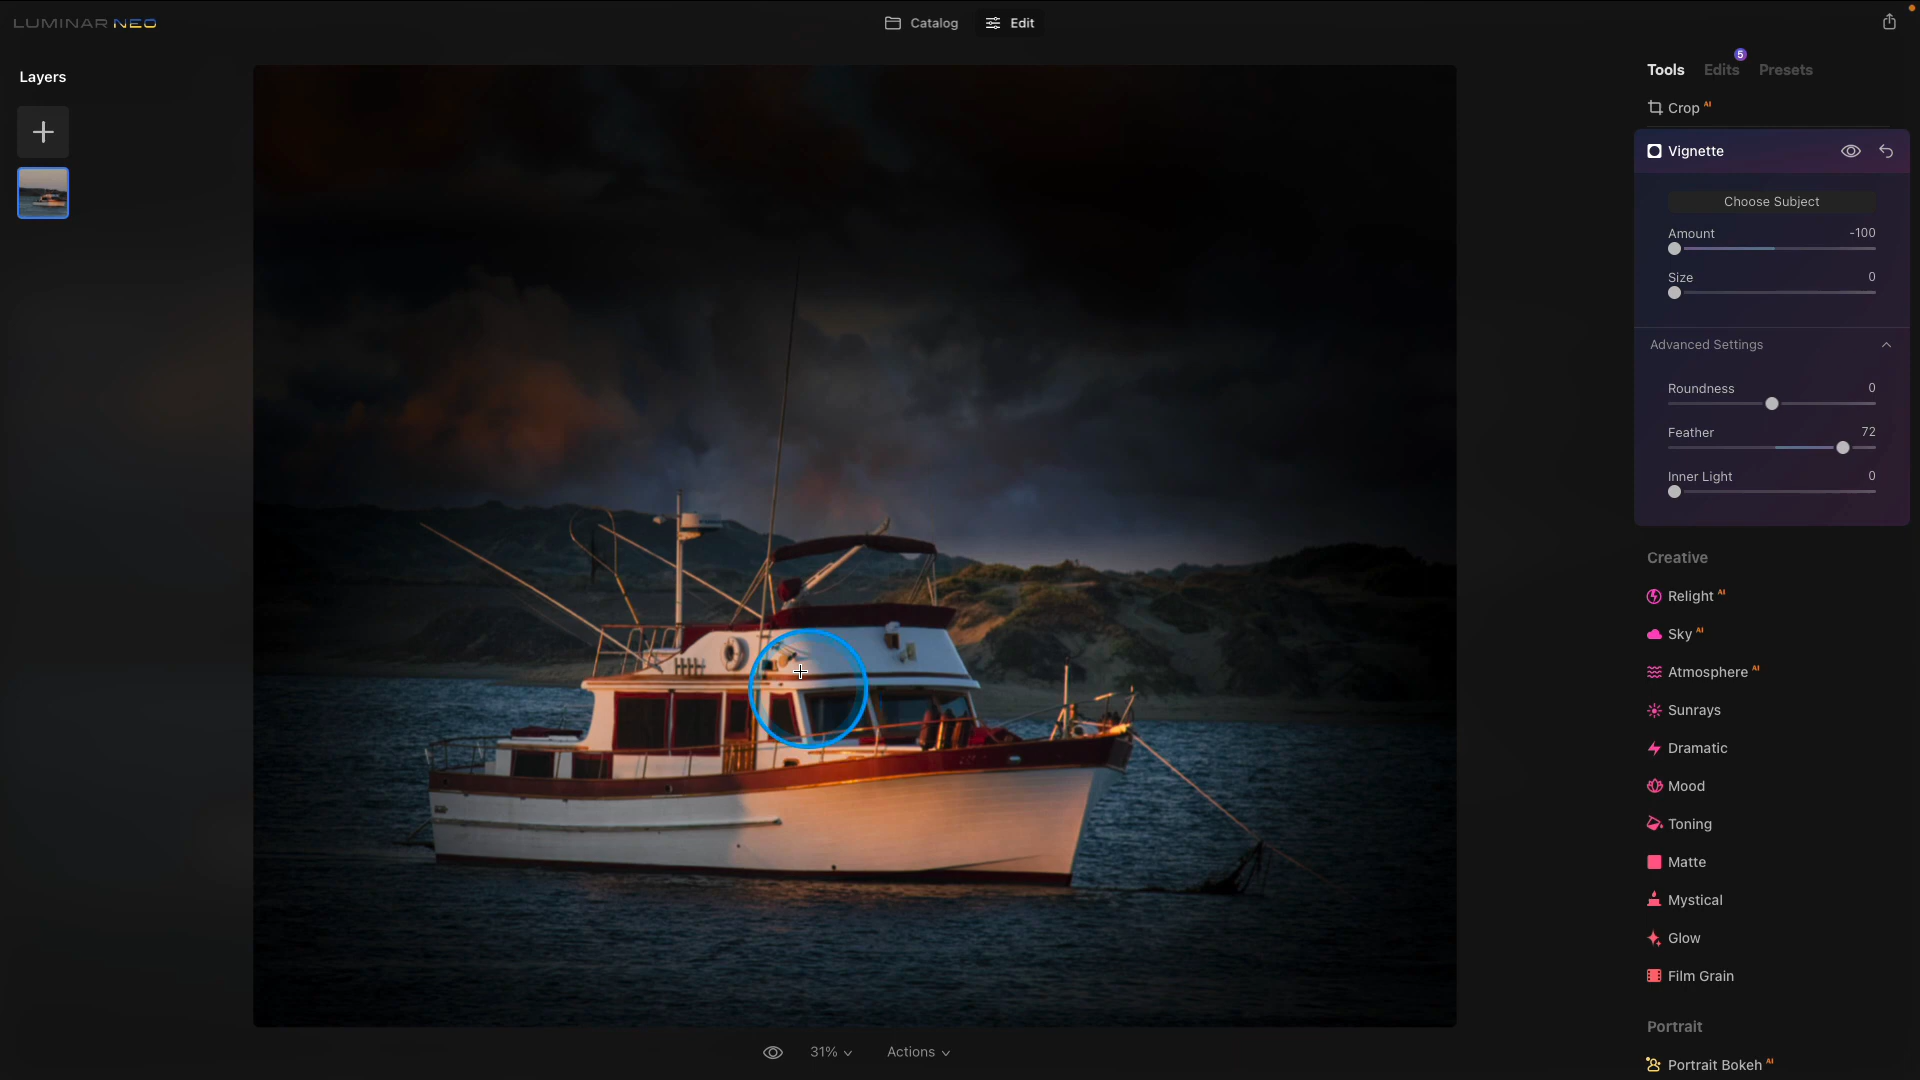 LUMINAR NEO
Catalog
Edit
Layers
5
Tools
Edits
Presets
Crop AI
Vignette
Choose Subject
Amount
-100
Size
0
Advanced Settings
Roundness
0
Feather
72
Inner Light
0
Creative
Relight AI
Sky AI
Atmosphere AI
Sunrays
Dramatic
Mood
Toning
Matte
Mystical
Glow
Film Grain
Portrait
Portrait Bokeh AI
31%
Actions